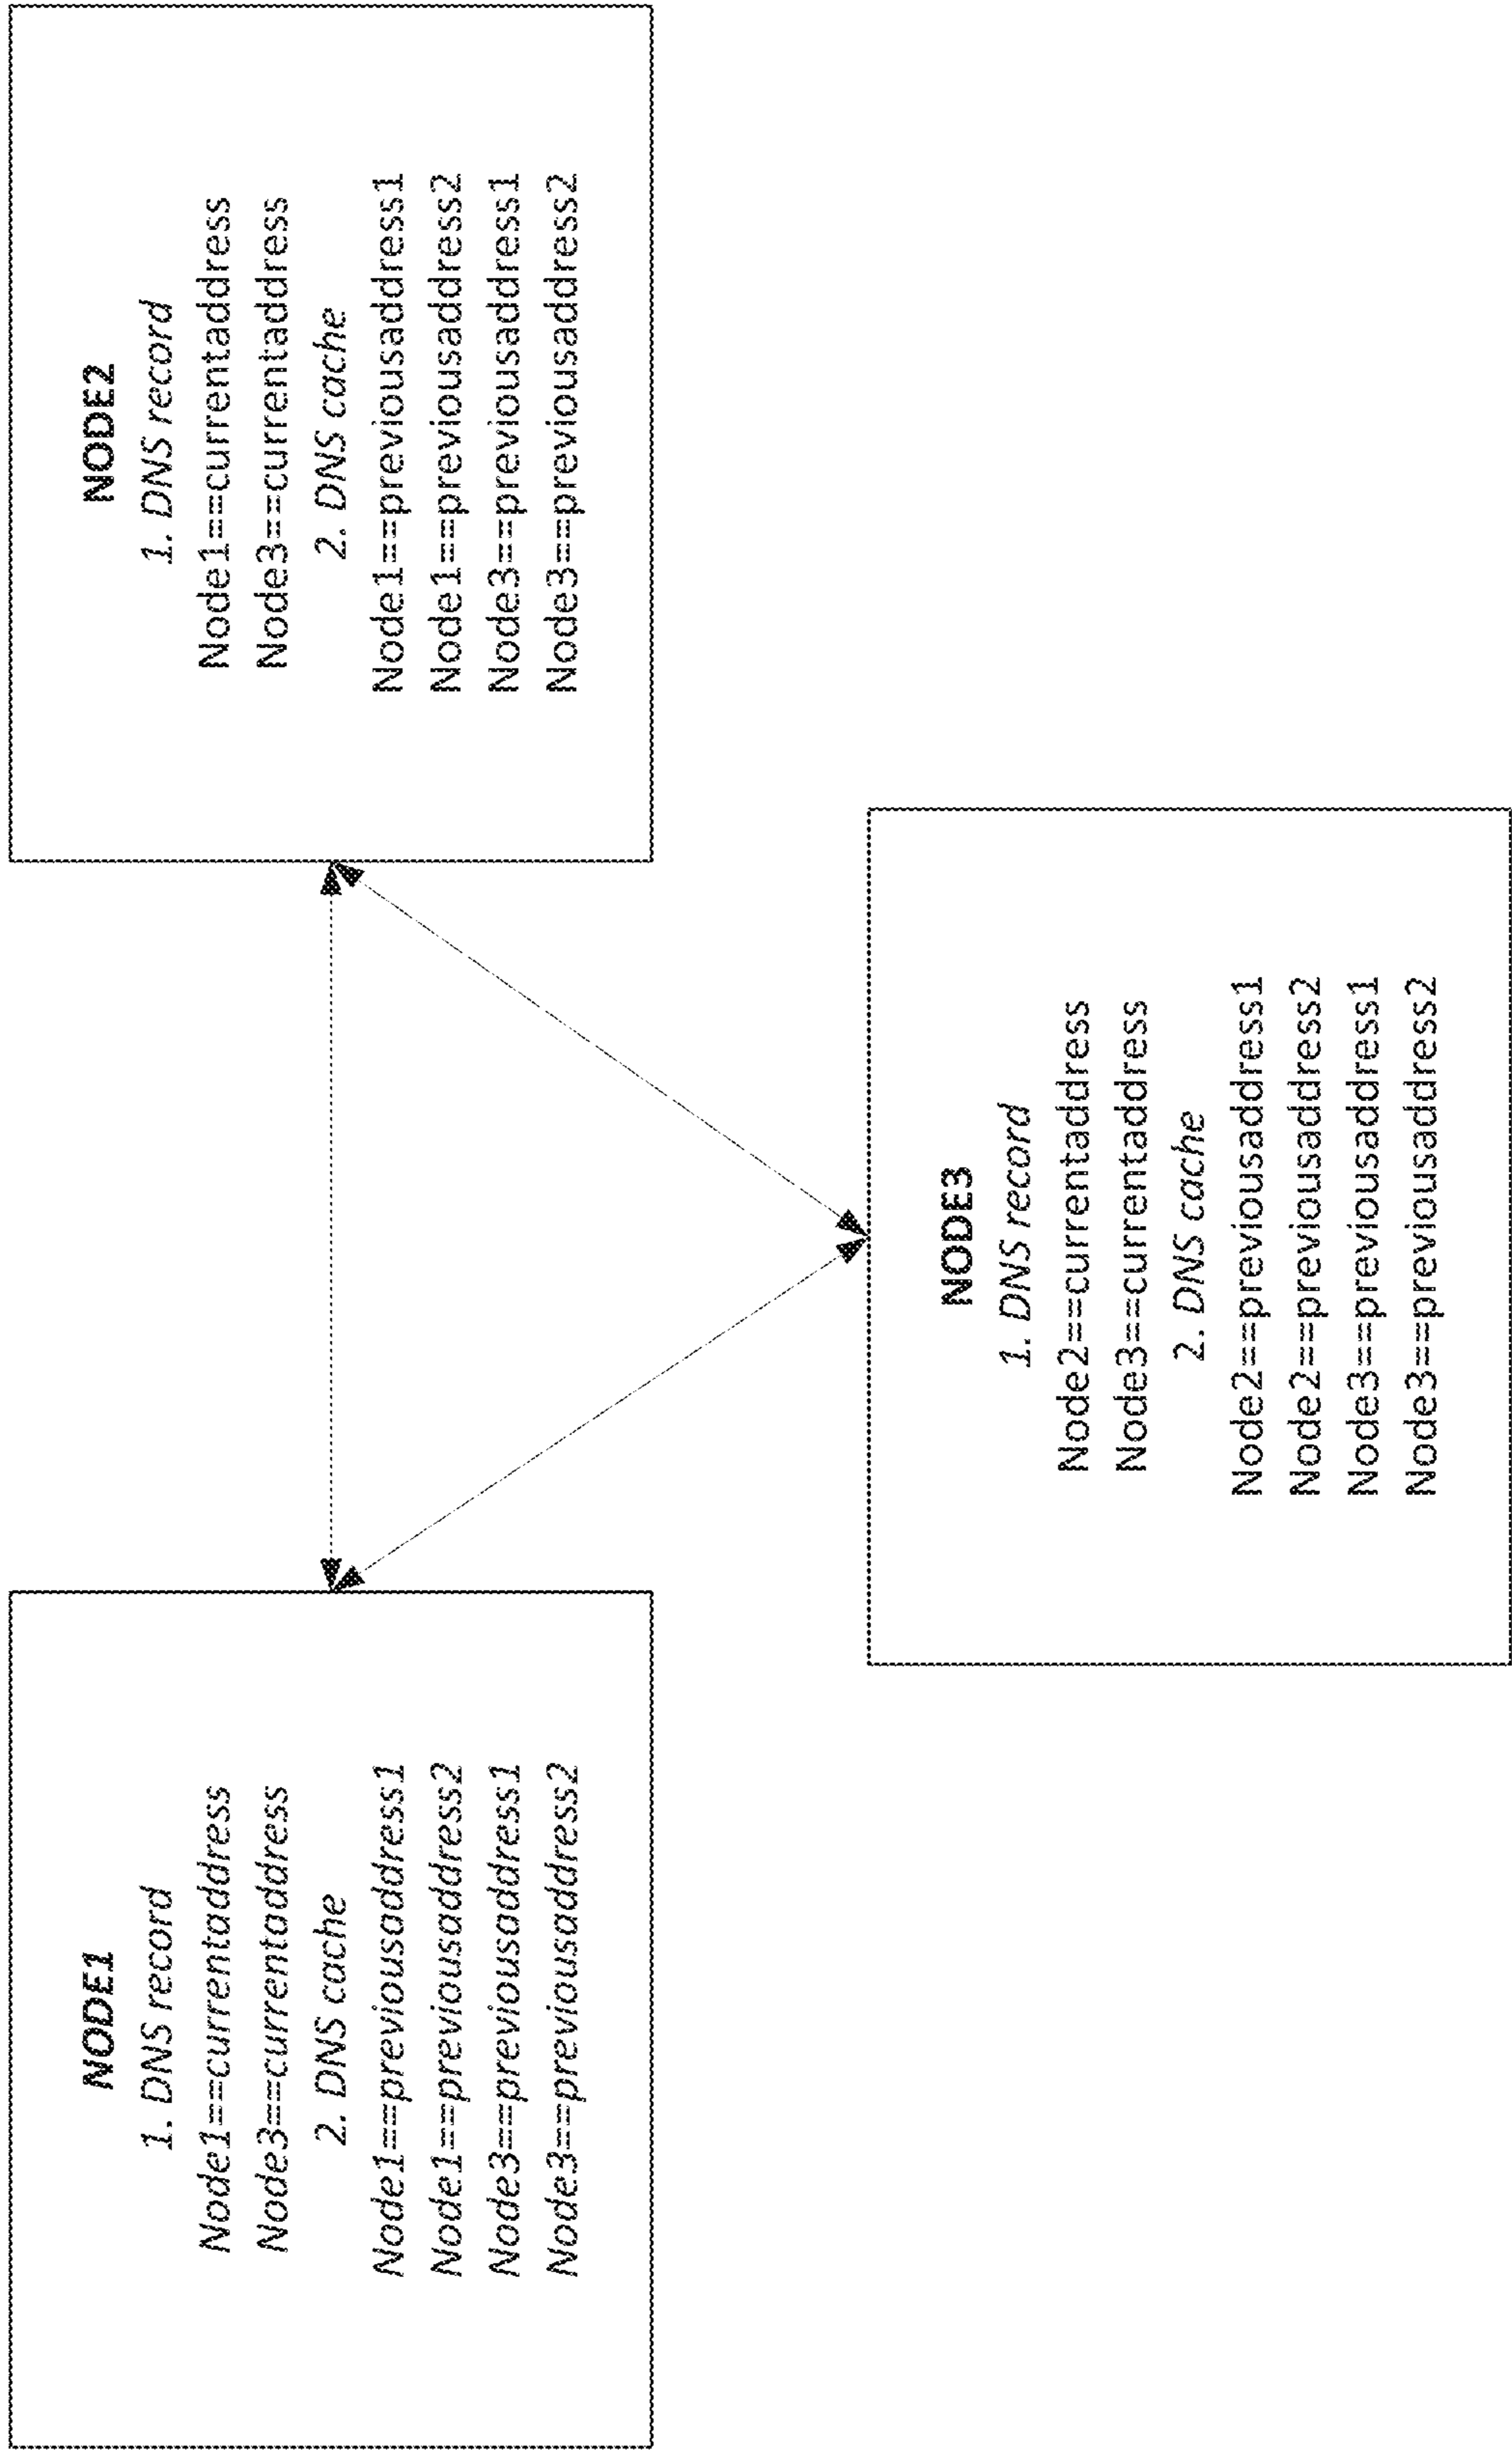 NODE1
1. DNS record
Node1==currentaddress
Node3==currentaddress
2. DNS cache
Node1==previousaddress1
Node1==previousaddress2
Node3==previousaddress1
Node3==previousaddress2
NODE2
1. DNS record
Node1==currentaddress
Node3==currentaddress
2. DNS cache
Node1==previousaddress1
Node1==previousaddress2
Node3==previousaddress1
Node3==previousaddress2
NODE3
1. DNS record
Node2==currentaddress
Node3==currentaddress
2. DNS cache
Node2==previousaddress1
Node2==previousaddress2
Node3==previousaddress1
Node3==previousaddress2